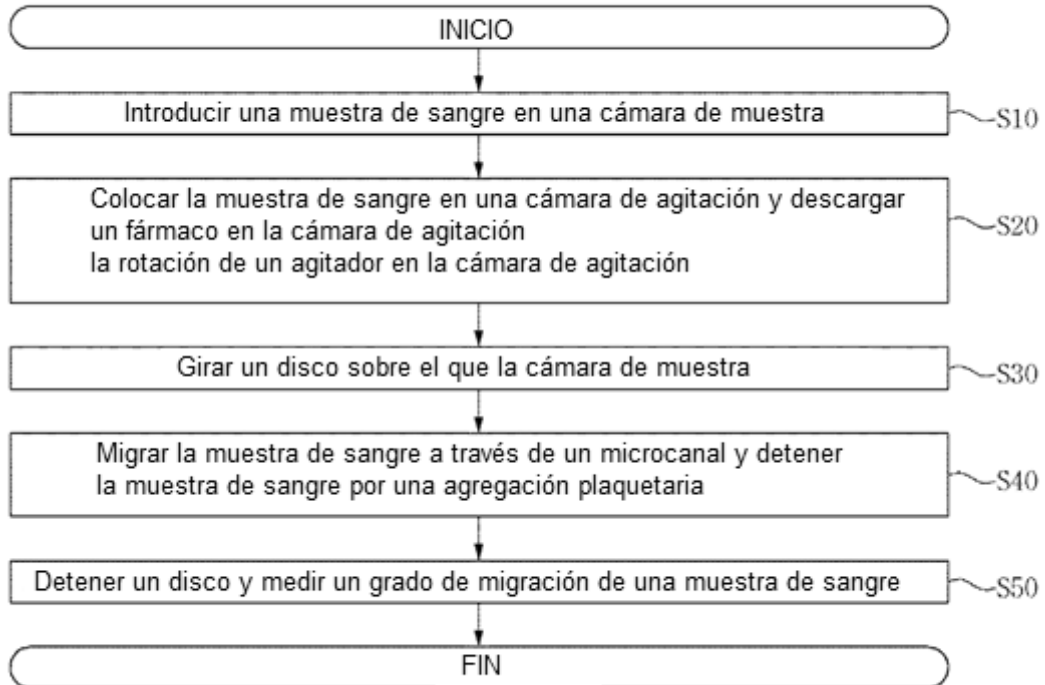 INICIO
Introducir una muestra de sangre en una cámara de muestra
S10
Colocar la muestra de sangre en una cámara de agitación y descargar
un fármaco en la cámara de agitación
la rotación de un agitador en la cámara de agitación
S20
Girar un disco sobre el que la cámara de muestra
S30
Migrar la muestra de sangre a través de un microcanal y detener
la muestra de sangre por una agregación plaquetaria
S40
Detener un disco y medir un grado de migración de una muestra de sangre
S50
FIN